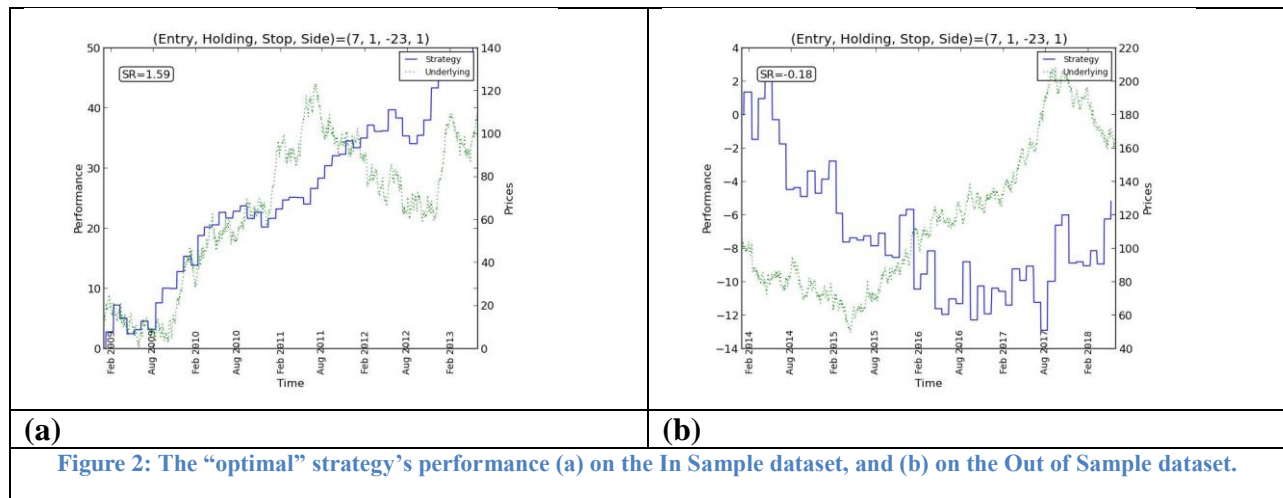 (Entry, Holding, Stop, Side)=(7, 1, -23, 1)
SR=1.59
Strategy
Underlying
50
40
30
20
10
0
140
120
100
80
60
40
20
0
Performance
Prices
Feb 2009
Aug 2009
Feb 2010
Aug 2010
Feb 2011
Aug 2011
Feb 2012
Aug 2012
Feb 2013
Time
(a)
(Entry, Holding, Stop, Side)=(7, 1, -23, 1)
SR=-0.18
Strategy
Underlying
4
2
0
−2
−4
−6
−8
−10
−12
−14
220
200
180
160
140
120
100
80
60
40
Performance
Prices
Feb 2014
Aug 2014
Feb 2015
Aug 2015
Feb 2016
Aug 2016
Feb 2017
Aug 2017
Feb 2018
Time
(b)
Figure 2: The “optimal” strategy’s performance (a) on the In Sample dataset, and (b) on the Out of Sample dataset.